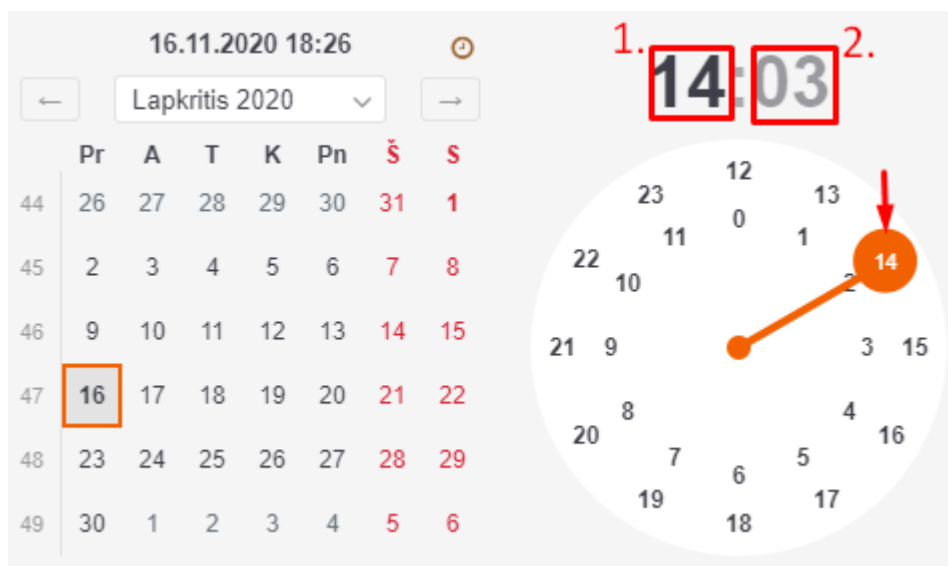 16.11.2020 18:26
← Lapkritis 2020 →
Pr A T K Pn Š S
44 26 27 28 29 30 31 1
45 2 3 4 5 6 7 8
46 9 10 11 12 13 14 15
47 16 17 18 19 20 21 22
48 23 24 25 26 27 28 29
49 30 1 2 3 4 5 6
1. 14:03 2.
12
23 13
0
11 1
22 14
10 2
21 9 3 15
8 4
20 16
7 5
6
19 17
18